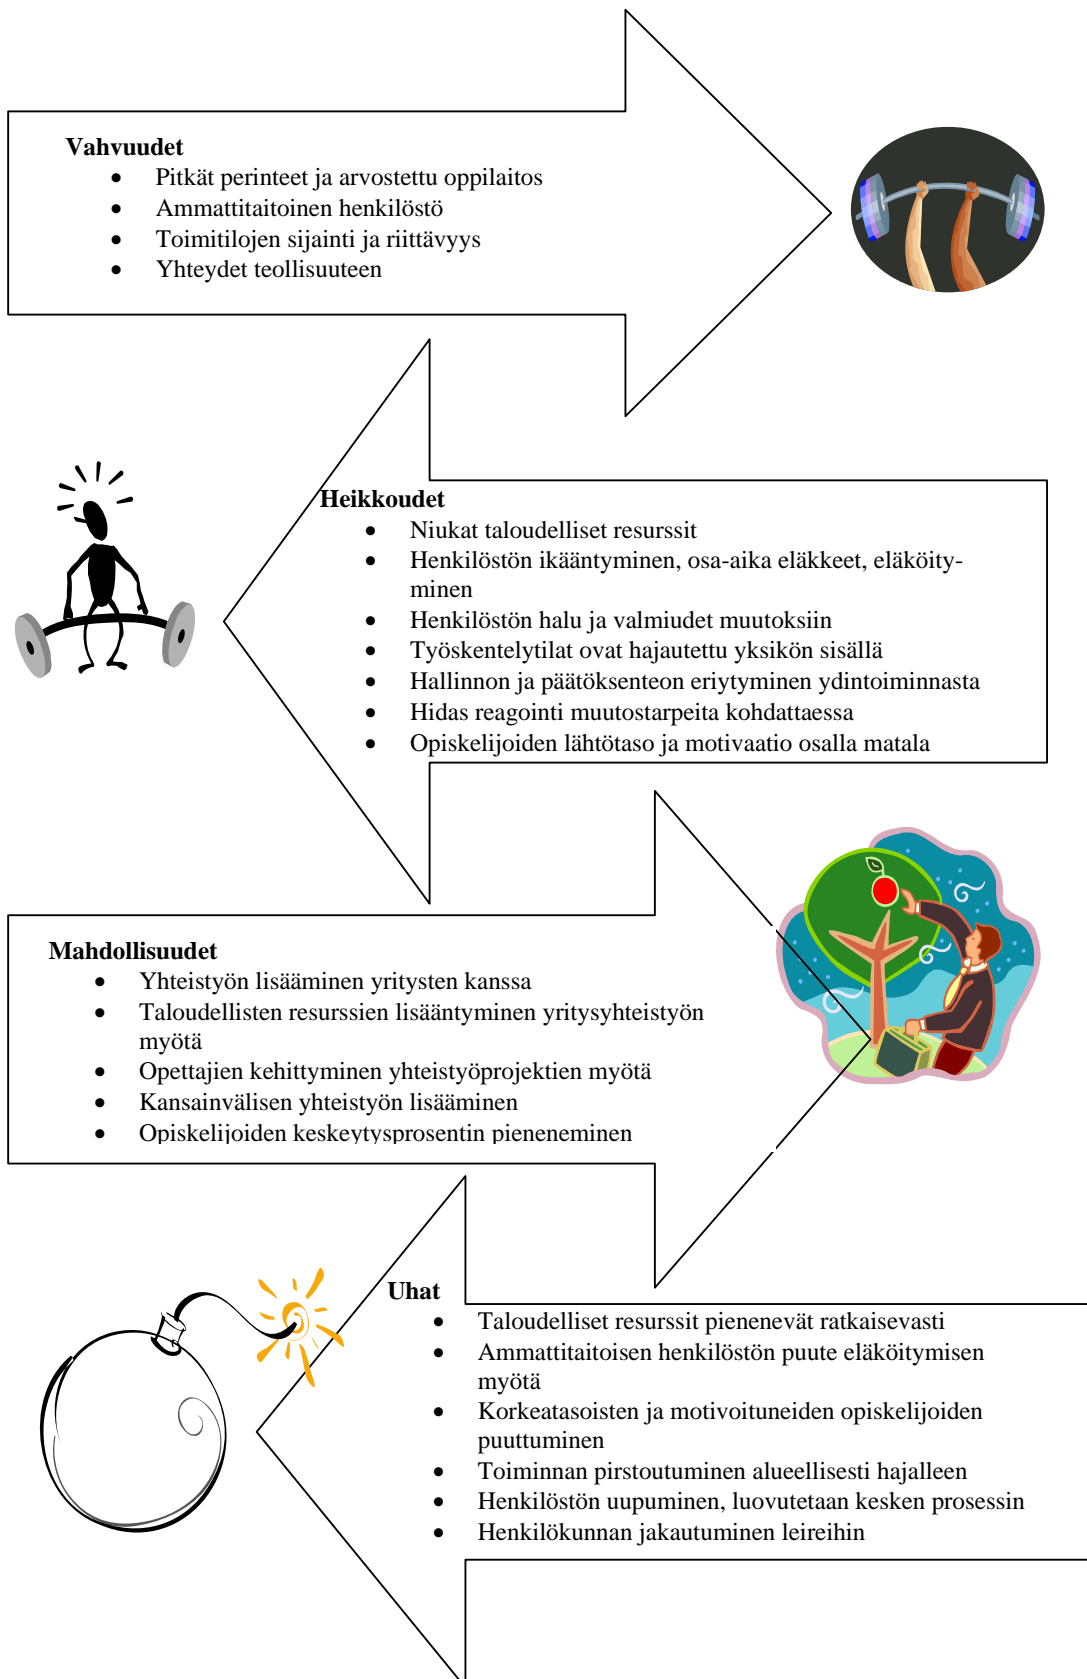 Vahvuudet
• Pitkät perinteet ja arvostettu oppilaitos
• Ammattitaitoinen henkilöstö
• Toimitilojen sijainti ja riittävyys
• Yhteydet teollisuuteen
Heikkoudet
• Niukat taloudelliset resurssit
• Henkilöstön ikääntyminen, osa-aika eläkkeet, eläköity-
minen
• Henkilöstön halu ja valmiudet muutoksiin
• Työskentelytilat ovat hajautettu yksikön sisällä
• Hallinnon ja päätöksenteon eriytyminen ydintoiminnasta
• Hidas reagointi muutostarpeita kohdattaessa
• Opiskelijoiden lähtötaso ja motivaatio osalla matala
Mahdollisuudet
• Yhteistyön lisääminen yritysten kanssa
• Taloudellisten resurssien lisääntyminen yritysyhteistyön
myötä
• Opettajien kehittyminen yhteistyöprojektien myötä
• Kansainvälisen yhteistyön lisääminen
• Opiskelijoiden keskeytysprosentin pieneneminen
Uhat
• Taloudelliset resurssit pienenevät ratkaisevasti
• Ammattitaitoisen henkilöstön puute eläköitymisen
myötä
• Korkeatasoisten ja motivoituneiden opiskelijoiden
puuttuminen
• Toiminnan pirstoutuminen alueellisesti hajalleen
• Henkilöstön uupuminen, luovutetaan kesken prosessin
• Henkilökunnan jakautuminen leireihin